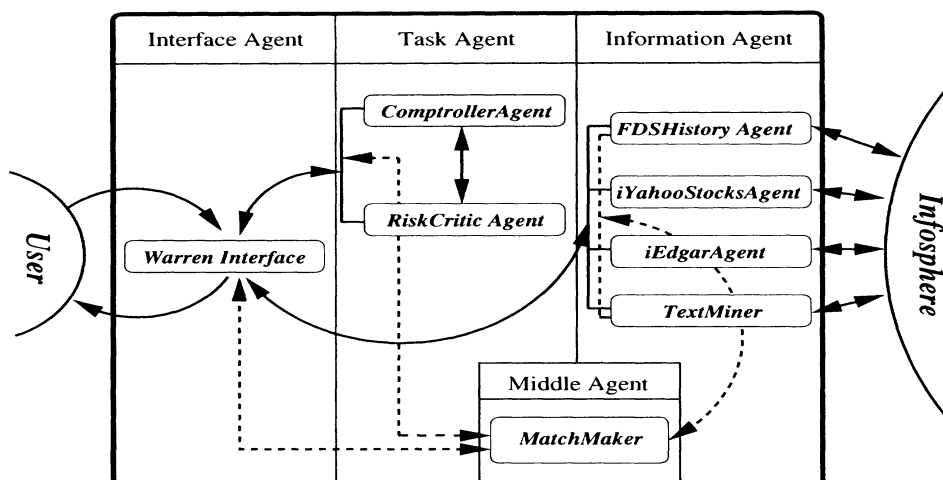 Interface Agent
Task Agent
Information Agent
ComptrollerAgent
FDSHistory Agent
iYahooStocksAgent
RiskCritic Agent
User
Warren Interface
iEdgarAgent
Infosphere
TextMiner
Middle Agent
MatchMaker